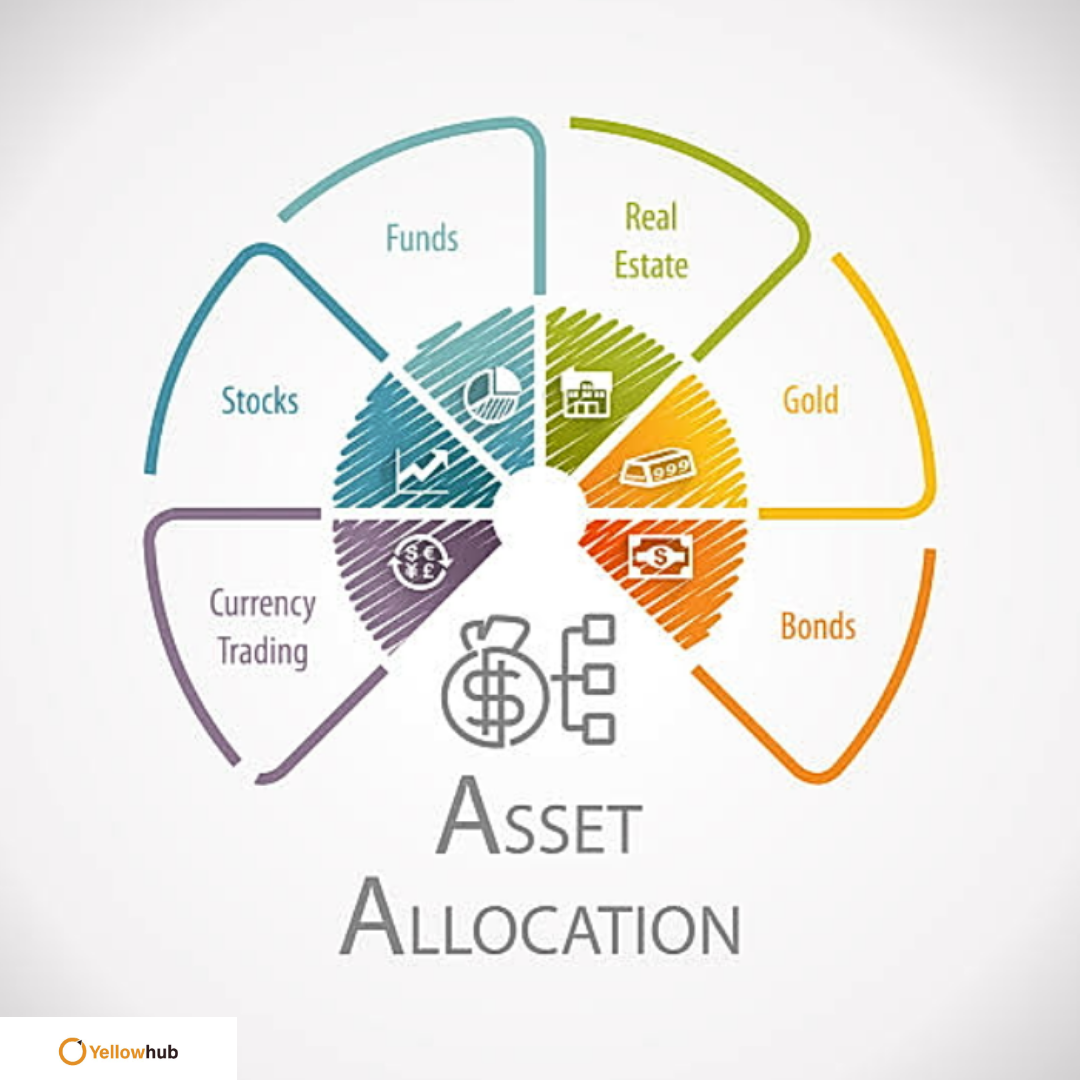 Funds
Real
Estate
Stocks
Gold
999
$ €
¥ £
$
Currency
Trading
Bonds
$
ASSET
ALLOCATION
Yellowhub